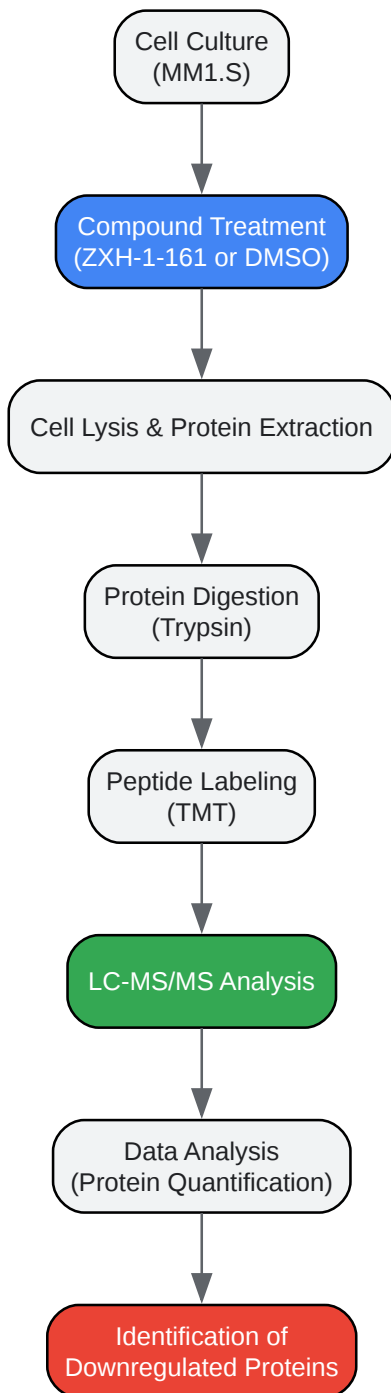 Cell Culture
(MM1.S)
Compound Treatment
(ZXH-1-161 or DMSO)
Cell Lysis & Protein Extraction
Protein Digestion
(Trypsin)
Peptide Labeling
(TMT)
LC-MS/MS Analysis
Data Analysis
(Protein Quantification)
Identification of
Downregulated Proteins